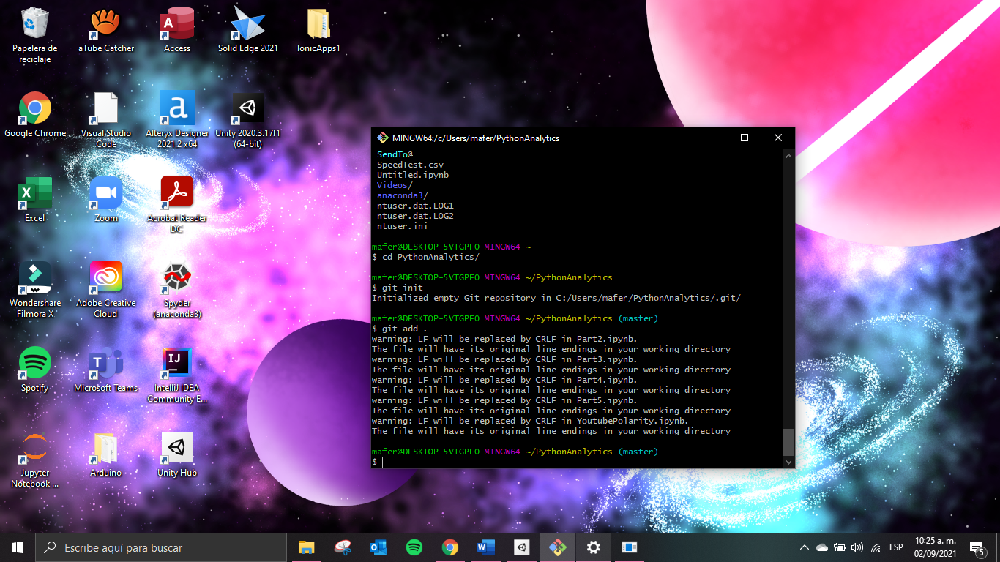 Papelera de
reciclaje
aTube Catcher
Access
Solid Edge 2021
IonicApps1
Google Chrome
Visual Studio
Code
Alteryx Designer
2021.2 x64
Unity 2020.3.17f1
(64-bit)
Excel
Zoom
Acrobat Reader
DC
Wondershare
Filmora X
Adobe Creative
Cloud
Spyder
(anaconda3)
Spotify
Microsoft Teams
IntelliJ IDEA
Community E...
Jupyter
Notebook ...
Arduino
Unity Hub
MINGW64:/c/Users/mafer/PythonAnalytics
SendTo@
SpeedTest.csv
Untitled.ipynb
Videos/
anaconda3/
ntuser.dat.LOG1
ntuser.dat.LOG2
ntuser.ini
mafer@DESKTOP-5VTGPFO MINGW64 ~
$ cd PythonAnalytics/
mafer@DESKTOP-5VTGPFO MINGW64 ~/PythonAnalytics
$ git init
Initialized empty Git repository in C:/Users/mafer/PythonAnalytics/.git/
mafer@DESKTOP-5VTGPFO MINGW64 ~/PythonAnalytics (master)
$ git add .
warning: LF will be replaced by CRLF in Part2.ipynb.
The file will have its original line endings in your working directory
warning: LF will be replaced by CRLF in Part3.ipynb.
The file will have its original line endings in your working directory
warning: LF will be replaced by CRLF in Part4.ipynb.
The file will have its original line endings in your working directory
warning: LF will be replaced by CRLF in Part5.ipynb.
The file will have its original line endings in your working directory
warning: LF will be replaced by CRLF in YoutubePolarity.ipynb.
The file will have its original line endings in your working directory
mafer@DESKTOP-5VTGPFO MINGW64 ~/PythonAnalytics (master)
$
Escribe aquí para buscar
ESP
10:25 a. m.
02/09/2021
5